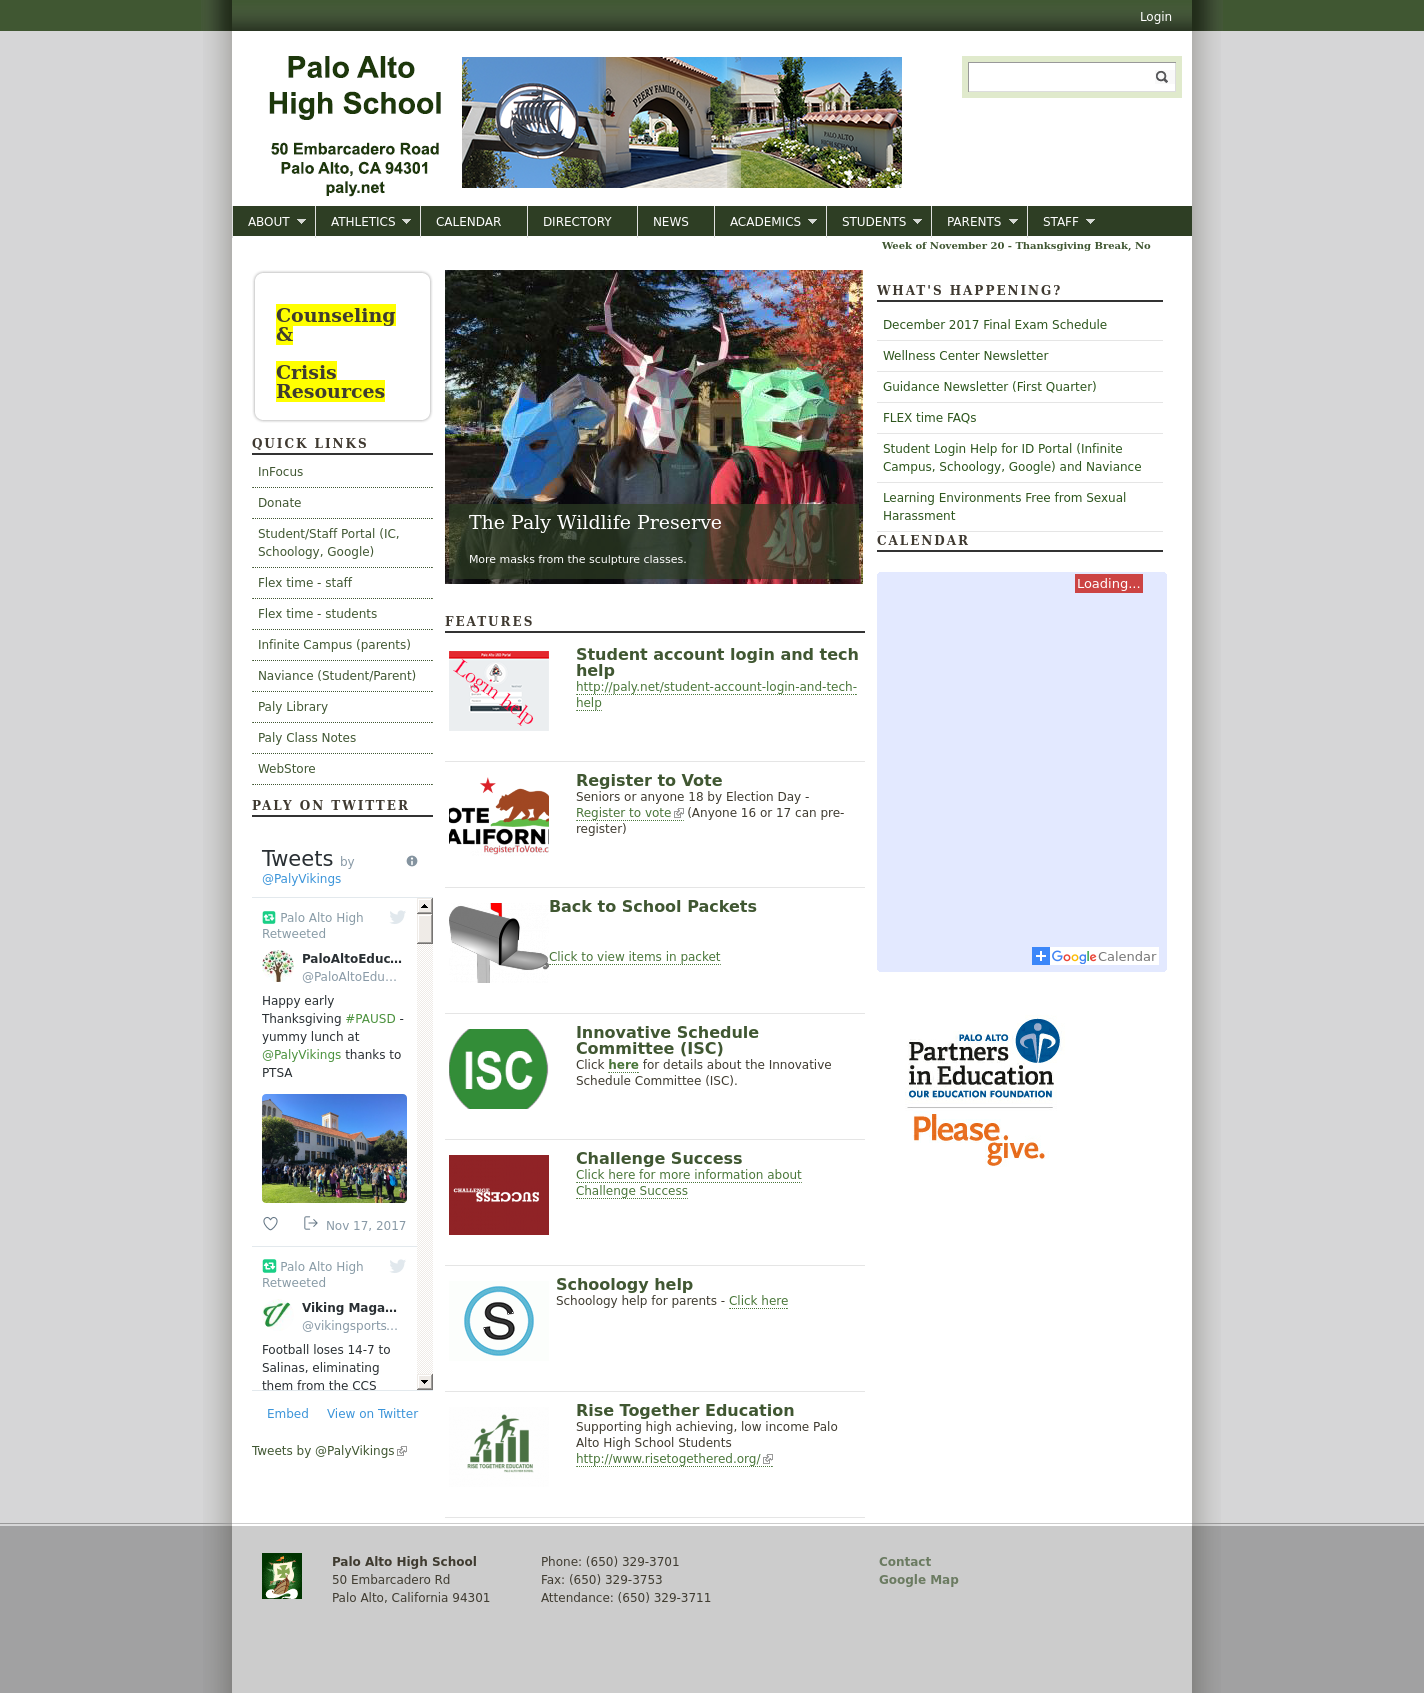 Login
Palo Alto
High School
50 Embarcadero Road
Palo Alto, CA 94301
paly.net
PEERY FAMILY CENTER
PALO ALTO
HIGH SCHOOL
ABOUT
ATHLETICS
CALENDAR
DIRECTORY
NEWS
ACADEMICS
STUDENTS
PARENTS
STAFF
Week of November 20 - Thanksgiving Break, No
Counseling
&
Crisis
Resources
QUICK LINKS
InFocus
Donate
Student/Staff Portal (IC,
Schoology, Google)
Flex time - staff
Flex time - students
Infinite Campus (parents)
Naviance (Student/Parent)
Paly Library
Paly Class Notes
WebStore
PALY ON TWITTER
Tweets by
@PalyVikings
Palo Alto High
Retweeted
PaloAltoEduc...
@PaloAltoEdu...
Happy early
Thanksgiving #PAUSD -
yummy lunch at
@PalyVikings thanks to
PTSA
Nov 17, 2017
Palo Alto High
Retweeted
Viking Maga...
@vikingsports...
Football loses 14-7 to
Salinas, eliminating
them from the CCS
Embed
View on Twitter
Tweets by @PalyVikings
The Paly Wildlife Preserve
More masks from the sculpture classes.
FEATURES
Login help
Student account login and tech
help
http://paly.net/student-account-login-and-tech-
help
OTE
ALIFORN
RegisterToVote.c
Register to Vote
Seniors or anyone 18 by Election Day -
Register to vote (Anyone 16 or 17 can pre-
register)
Back to School Packets
Click to view items in packet
ISC
Innovative Schedule
Committee (ISC)
Click here for details about the Innovative
Schedule Committee (ISC).
CHALLENGE
SUCCESS
Challenge Success
Click here for more information about
Challenge Success
S
Schoology help
Schoology help for parents - Click here
RISE TOGETHER EDUCATION
Rise Together Education
Supporting high achieving, low income Palo
Alto High School Students
http://www.risetogethered.org/
WHAT'S HAPPENING?
December 2017 Final Exam Schedule
Wellness Center Newsletter
Guidance Newsletter (First Quarter)
FLEX time FAQs
Student Login Help for ID Portal (Infinite
Campus, Schoology, Google) and Naviance
Learning Environments Free from Sexual
Harassment
CALENDAR
Loading...
Google Calendar
PALO ALTO
Partners
in Education
OUR EDUCATION FOUNDATION
Please
give.
Palo Alto High School
50 Embarcadero Rd
Palo Alto, California 94301
Phone: (650) 329-3701
Fax: (650) 329-3753
Attendance: (650) 329-3711
Contact
Google Map